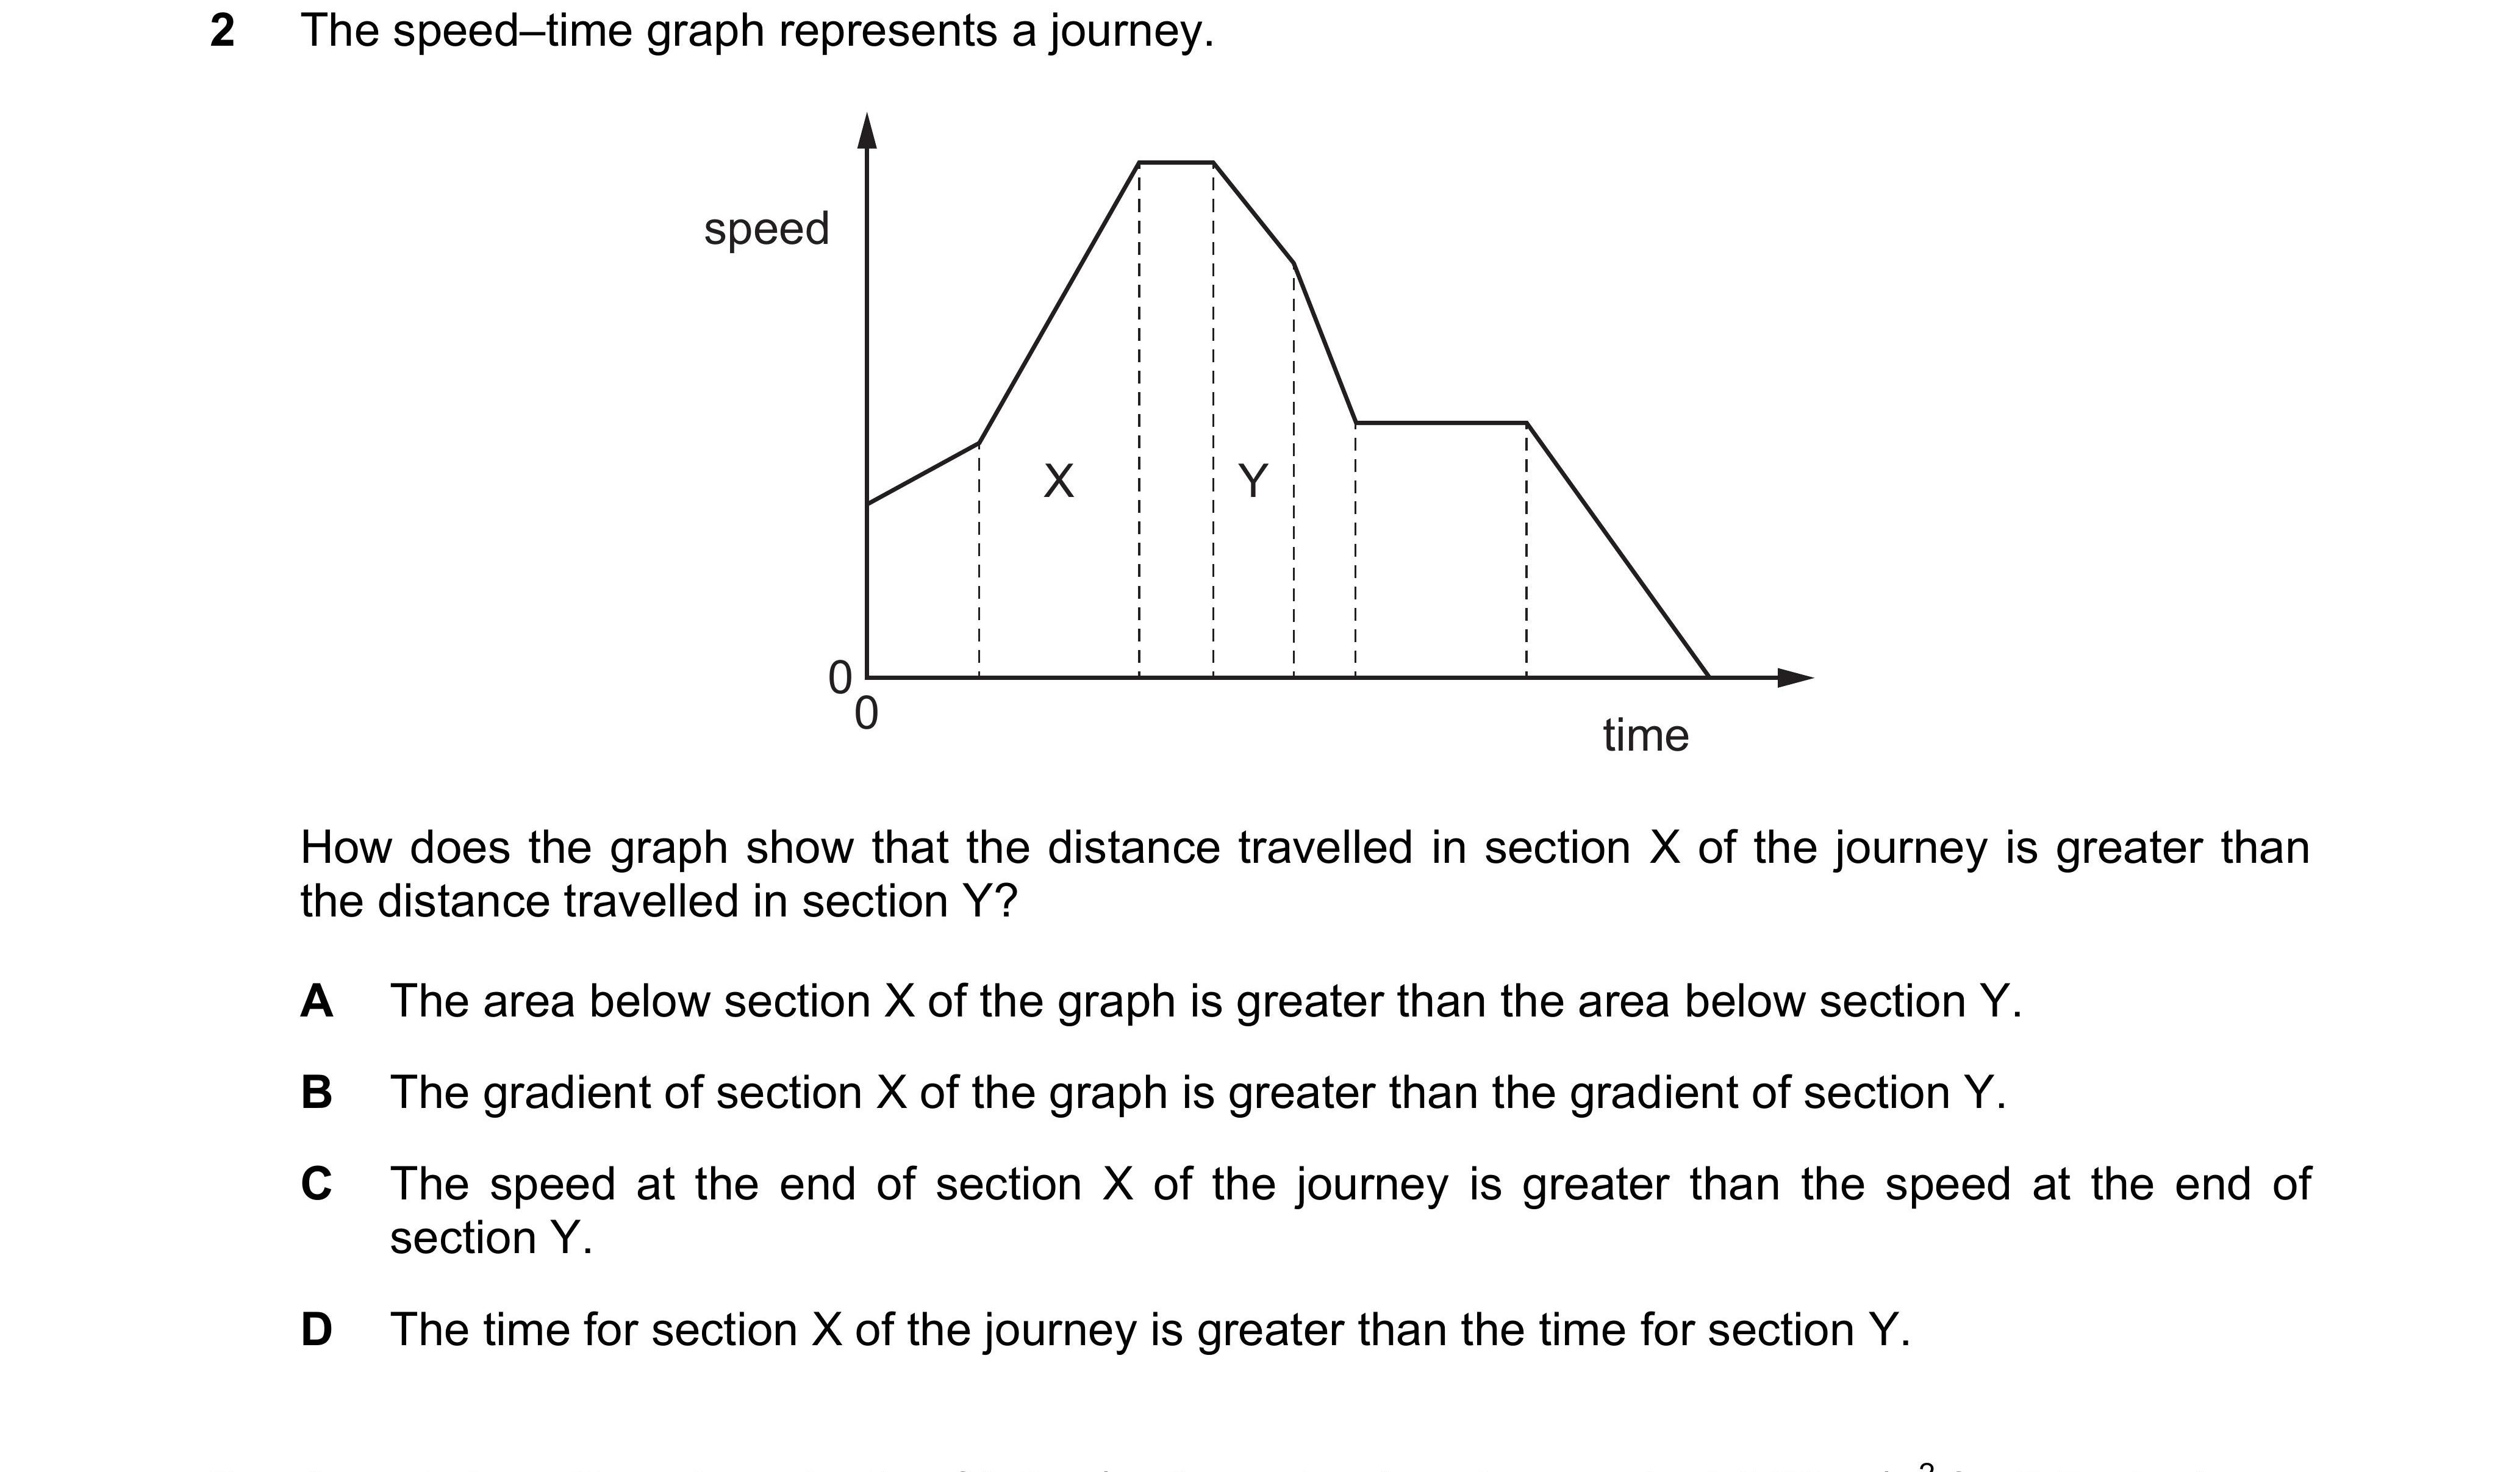 2 The speed–time graph represents a journey.
speed
X
Y
0
0
time
How does the graph show that the distance travelled in section X of the journey is greater than
the distance travelled in section Y?
A The area below section X of the graph is greater than the area below section Y.
B The gradient of section X of the graph is greater than the gradient of section Y.
C The speed at the end of section X of the journey is greater than the speed at the end of
section Y.
D The time for section X of the journey is greater than the time for section Y.